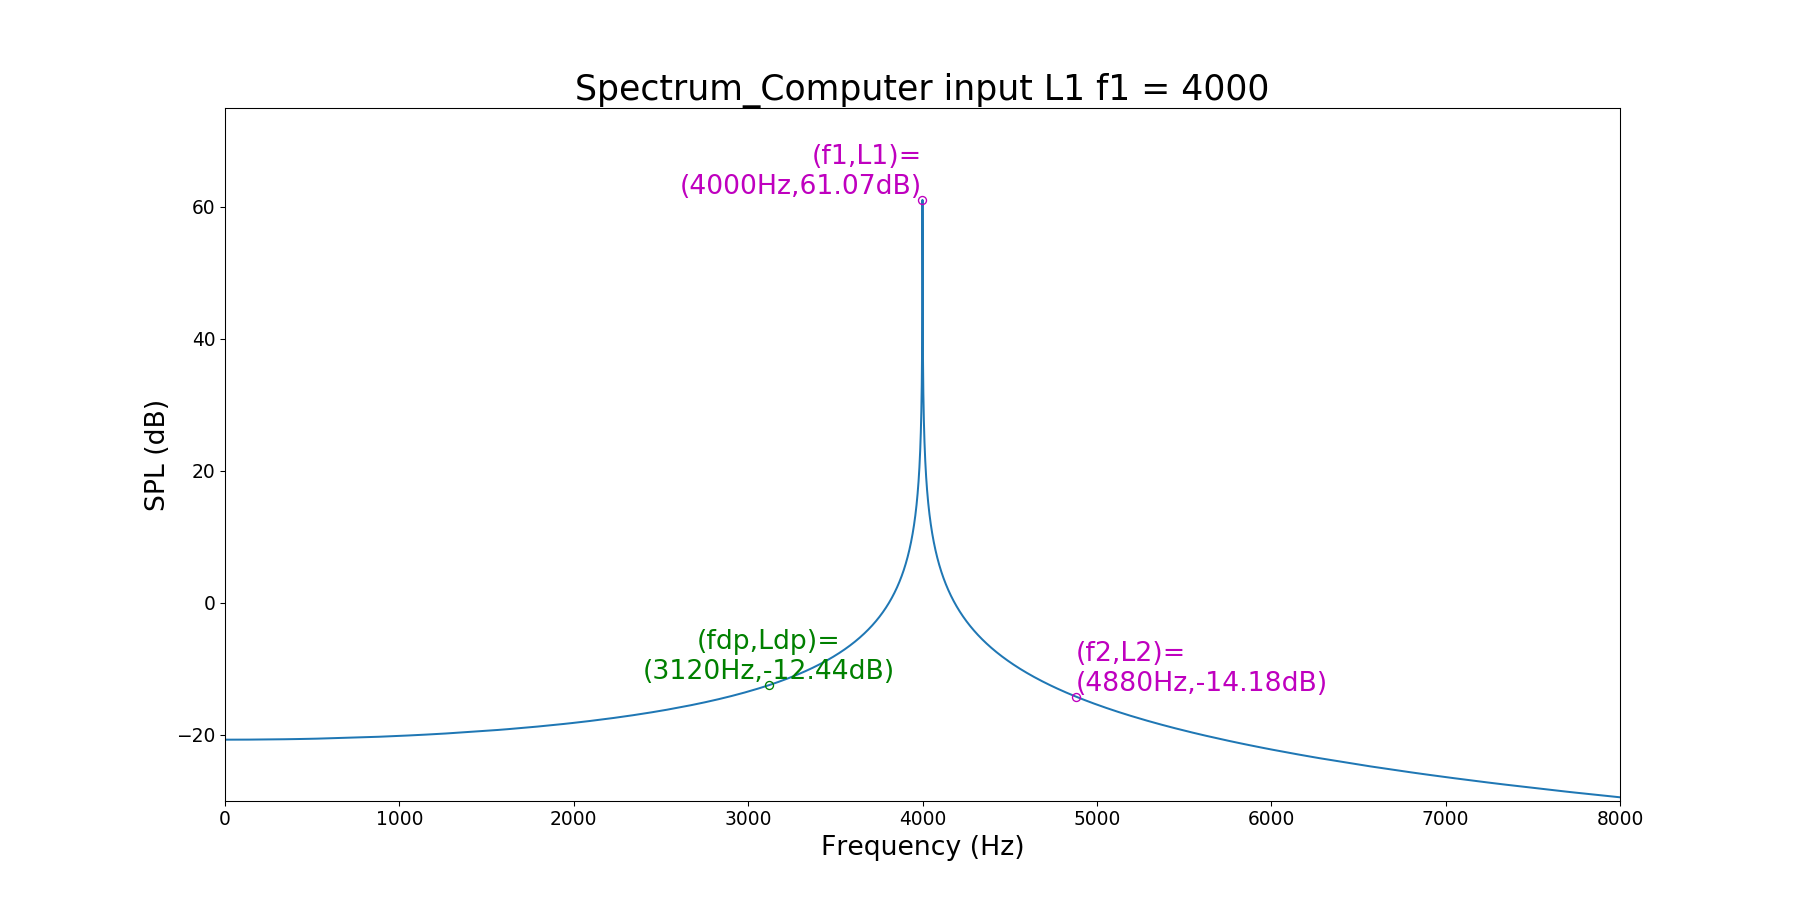 Spectrum_Computer input L1 f1 = 4000
(f1,L1)=
(4000Hz,61.07dB)
60
40
20
0
−20
SPL (dB)
(fdp,Ldp)=
(3120Hz,-12.44dB)
(f2,L2)=
(4880Hz,-14.18dB)
0 1000 2000 3000 4000 5000 6000 7000 8000
Frequency (Hz)